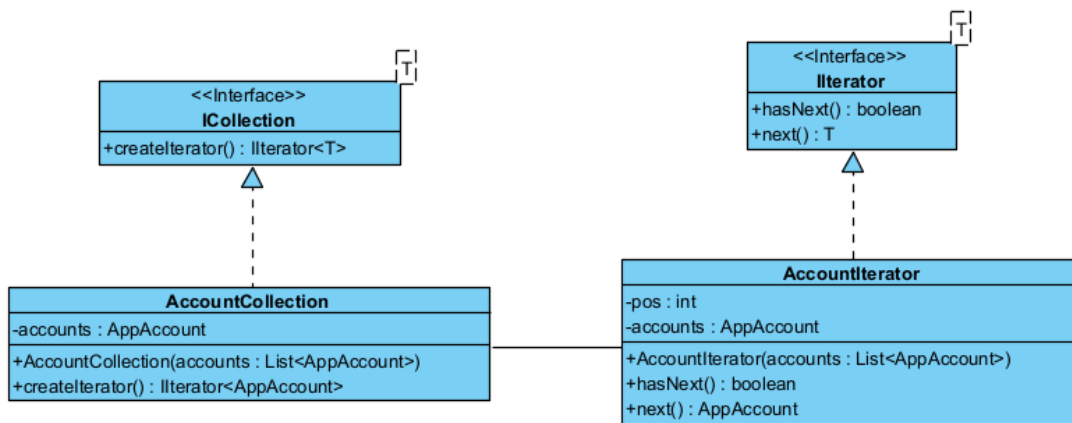 T
<<Interface>>
ICollection
+createIterator() : IIterator<T>
T
<<Interface>>
IIterator
+hasNext() : boolean
+next() : T
AccountCollection
-accounts : AppAccount
+AccountCollection(accounts : List<AppAccount>)
+createIterator() : IIterator<AppAccount>
AccountIterator
-pos : int
-accounts : AppAccount
+AccountIterator(accounts : List<AppAccount>)
+hasNext() : boolean
+next() : AppAccount